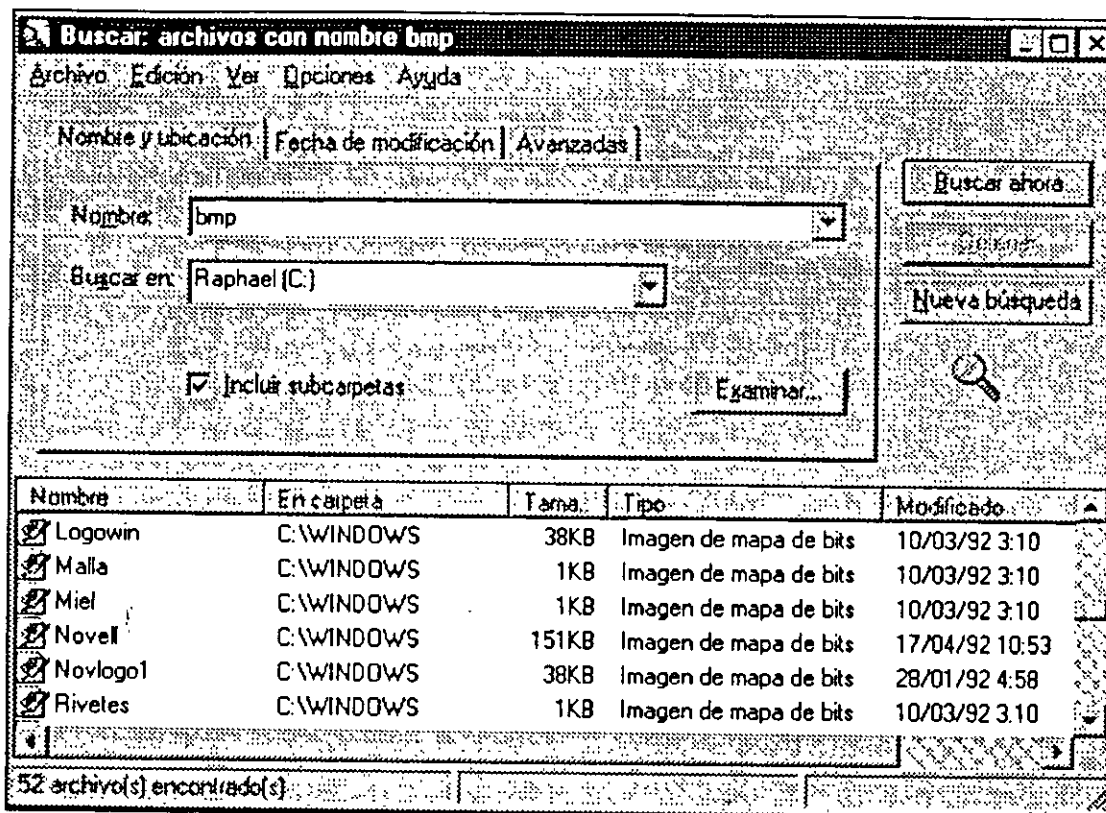 Buscar: archivos con nombre bmp
Archivo Edición Ver Opciones Ayuda
Nombre y ubicación Fecha de modificación Avanzadas
Nombre: bmp
Buscar en: Raphael (C:)
Incluir subcarpetas
Examinar...
Buscar ahora
Nueva búsqueda
Nombre En carpeta Tama. Tipo Modificado
Logowin C:\WINDOWS 38KB Imagen de mapa de bits 10/03/92 3:10
Malla C:\WINDOWS 1KB Imagen de mapa de bits 10/03/92 3:10
Miel C:\WINDOWS 1KB Imagen de mapa de bits 10/03/92 3:10
Novell C:\WINDOWS 151KB Imagen de mapa de bits 17/04/92 10:53
Novlogo1 C:\WINDOWS 38KB Imagen de mapa de bits 28/01/92 4:58
Rivetes C:\WINDOWS 1KB Imagen de mapa de bits 10/03/92 3:10
52 archivo(s) encontrado(s)